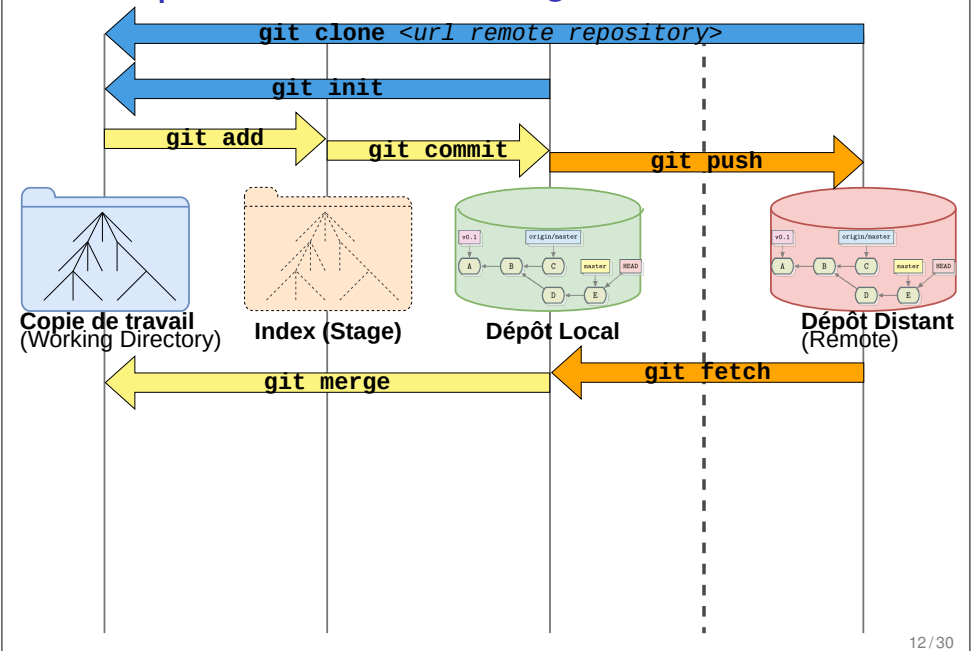 git clone <url remote repository>
git init
git add
git commit
git push
v0.1
origin/master
A
B
C
master
HEAD
D
E
v0.1
origin/master
A
B
C
master
HEAD
D
E
Copie de travail
(Working Directory)
Index (Stage)
Dépôt Local
Dépôt Distant
(Remote)
git fetch
git merge
12/30